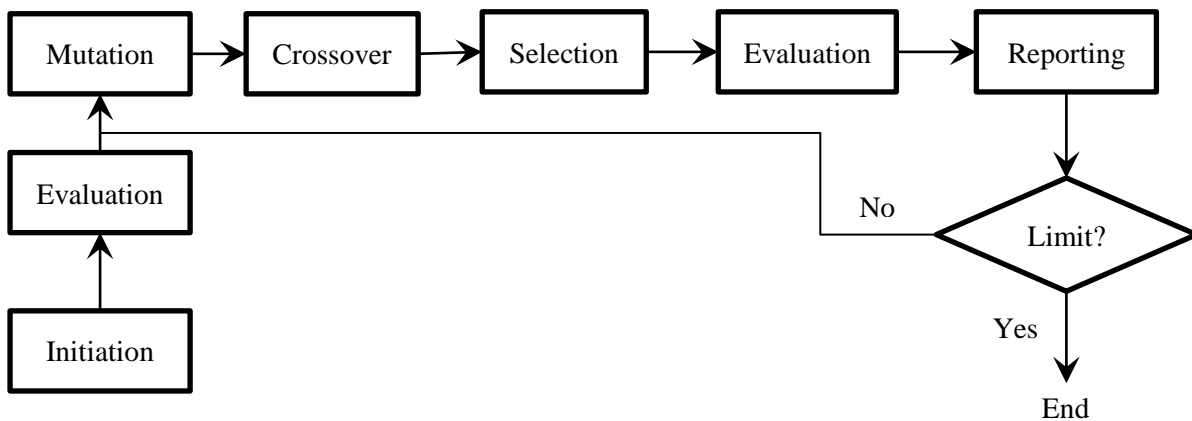 Mutation
Crossover
Selection
Evaluation
Reporting
Evaluation
No
Limit?
Initiation
Yes
End